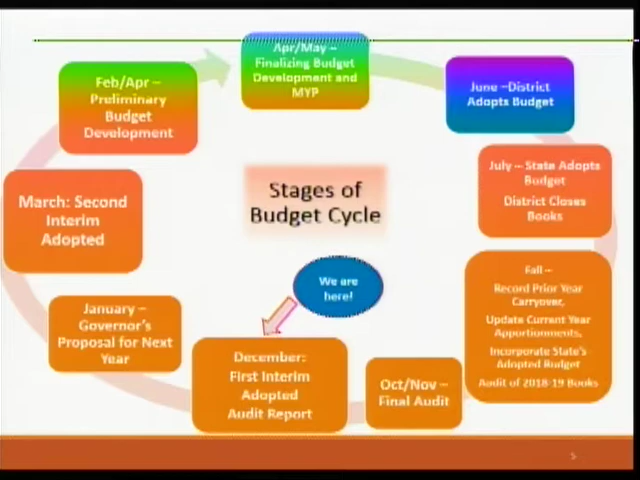 Apr/May –
Finalizing Budget
Development and
MYP
Feb/Apr –
Preliminary
Budget
Development
June –District
Adopts Budget
July – State Adopts
Budget
District Closes
Books
Stages of
Budget Cycle
March: Second
Interim
Adopted
We are
here!
Fall –
Record Prior Year
Carryover,
Update Current Year
Apportionments,
Incorporate State's
Adopted Budget
Audit of 2018-19 Books
January –
Governor's
Proposal for Next
Year
December:
First Interim
Adopted
Audit Report
Oct/Nov –
Final Audit
5